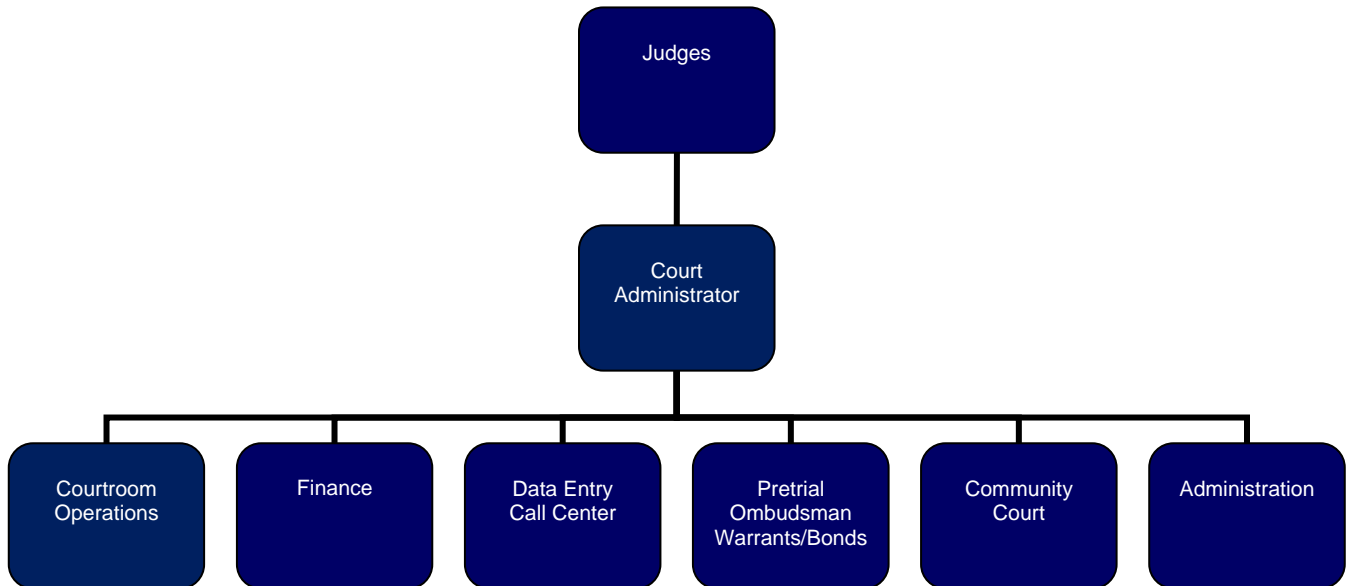 Judges
Court
Administrator
Courtroom
Operations
Finance
Data Entry
Call Center
Pretrial
Ombudsman
Warrants/Bonds
Community
Court
Administration